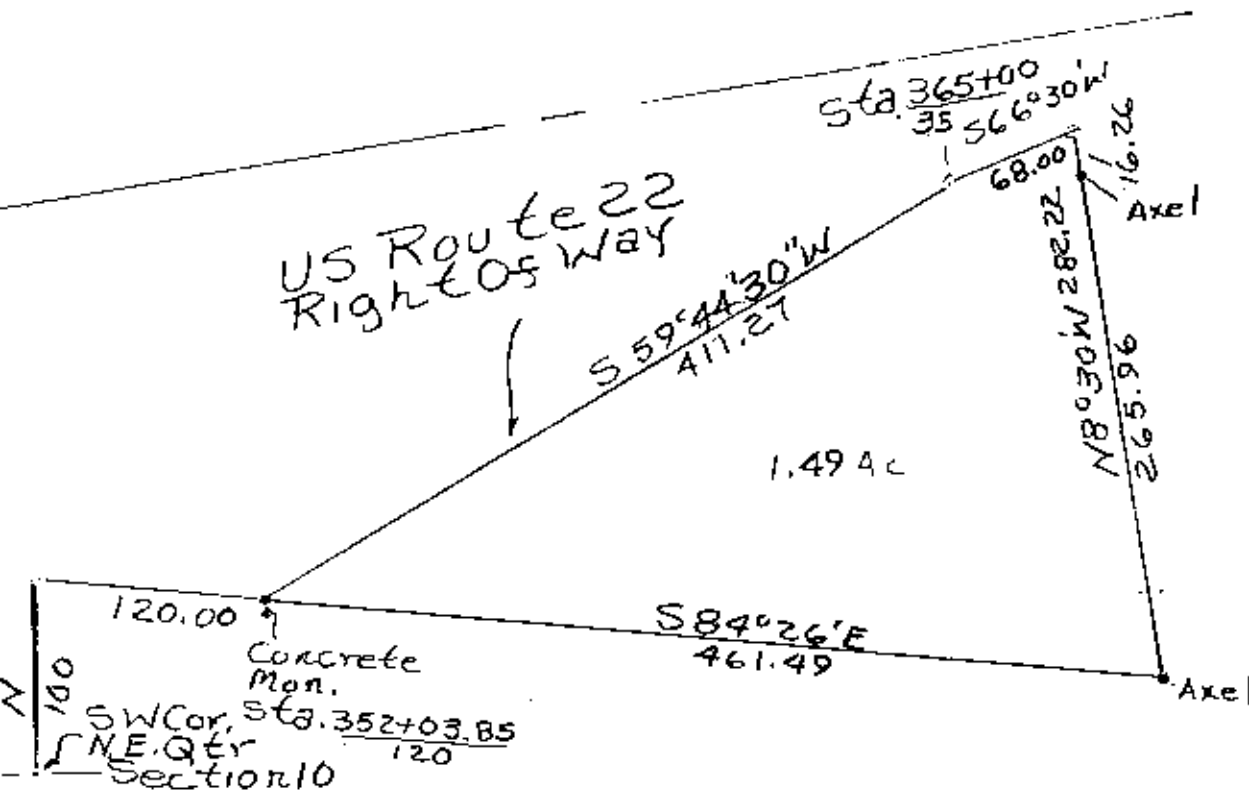 Sta. 365+00
35
S66°30'W
68.00
16.26
Axel
US Route 22
Right Of Way
S 59°44'30"W
411.27
N8°30'W 282.22
265.96
1.49 Ac
120.00
S84°26'E
461.49
Axel
Concrete
Mon.
Sta. 352+03.85
120
N
100
SW Cor.
N.E. Qtr
Section 10